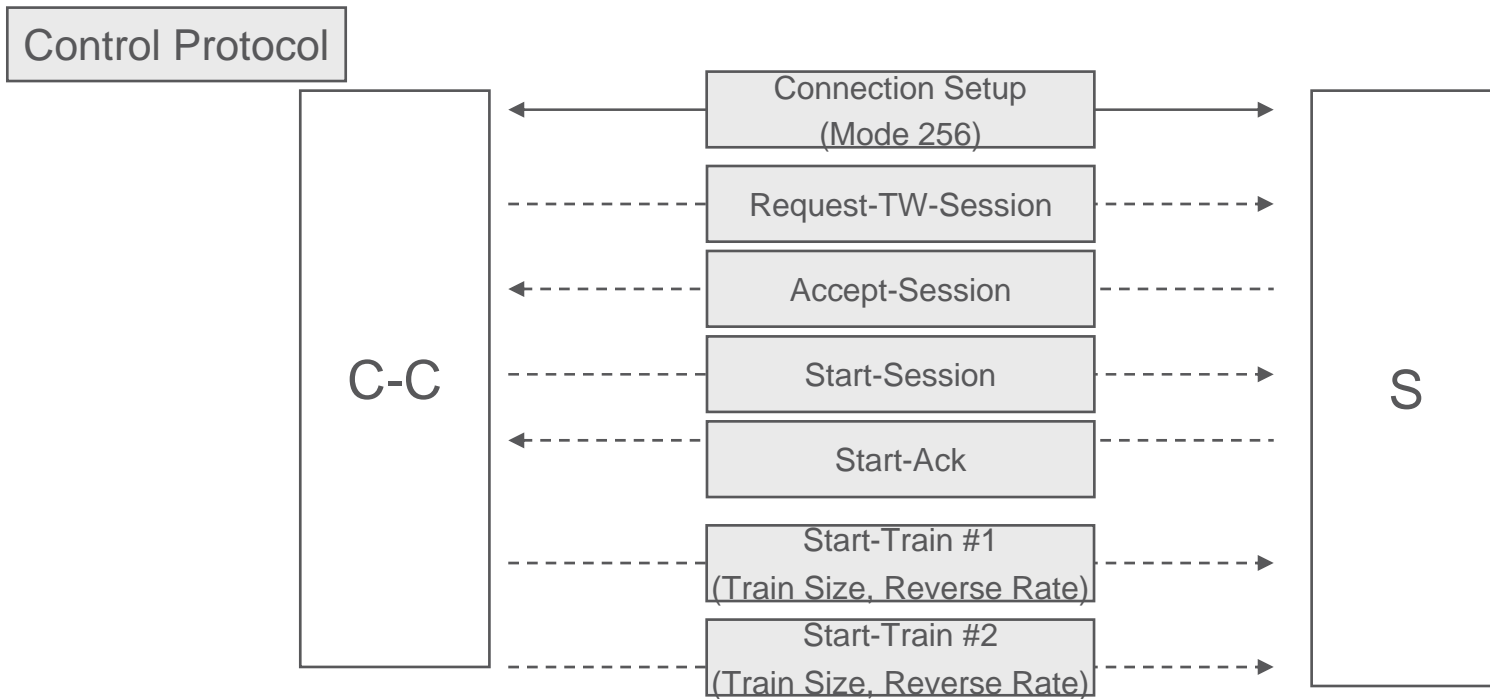 Control Protocol
Connection Setup
(Mode 256)
Request-TW-Session
Accept-Session
C-C
Start-Session
S
Start-Ack
Start-Train #1
(Train Size, Reverse Rate)
Start-Train #2
(Train Size, Reverse Rate)